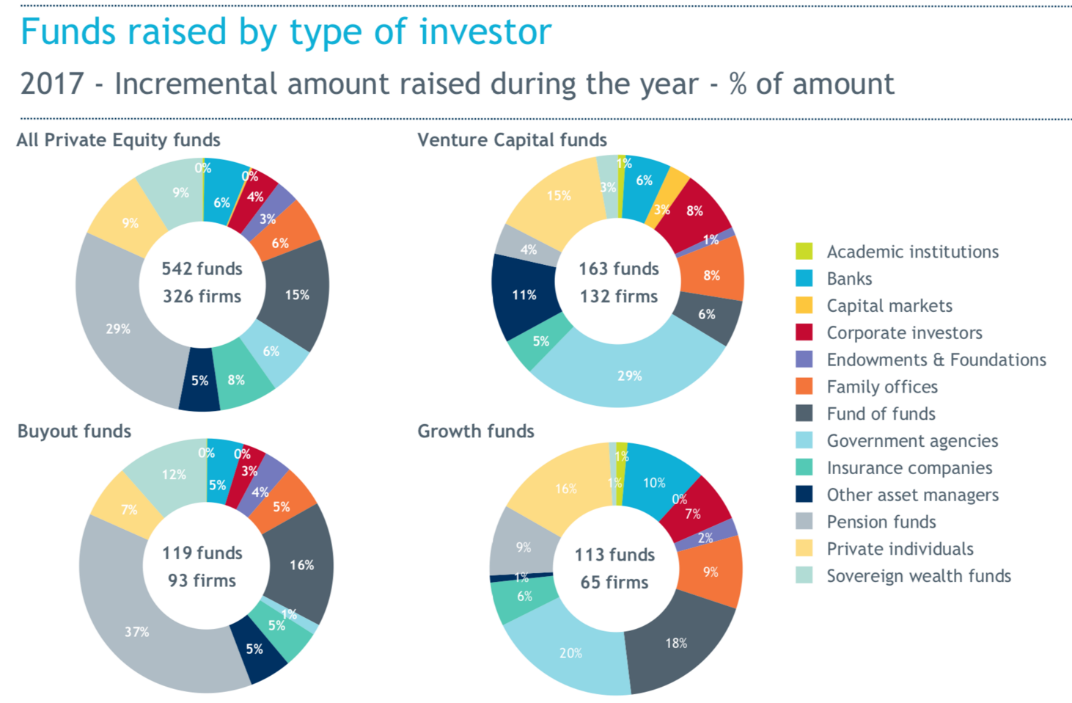 Funds raised by type of investor
2017 - Incremental amount raised during the year - % of amount
All Private Equity funds
0%
6%
0%
4%
3%
6%
15%
6%
8%
5%
29%
9%
9%
542 funds
326 firms
Venture Capital funds
1%
6%
3%
8%
1%
8%
6%
29%
5%
11%
4%
15%
3%
163 funds
132 firms
Buyout funds
0%
5%
0%
3%
4%
5%
16%
1%
5%
5%
37%
7%
12%
119 funds
93 firms
Growth funds
1%
10%
0%
7%
2%
9%
18%
20%
6%
1%
9%
16%
1%
113 funds
65 firms
Academic institutions
Banks
Capital markets
Corporate investors
Endowments & Foundations
Family offices
Fund of funds
Government agencies
Insurance companies
Other asset managers
Pension funds
Private individuals
Sovereign wealth funds